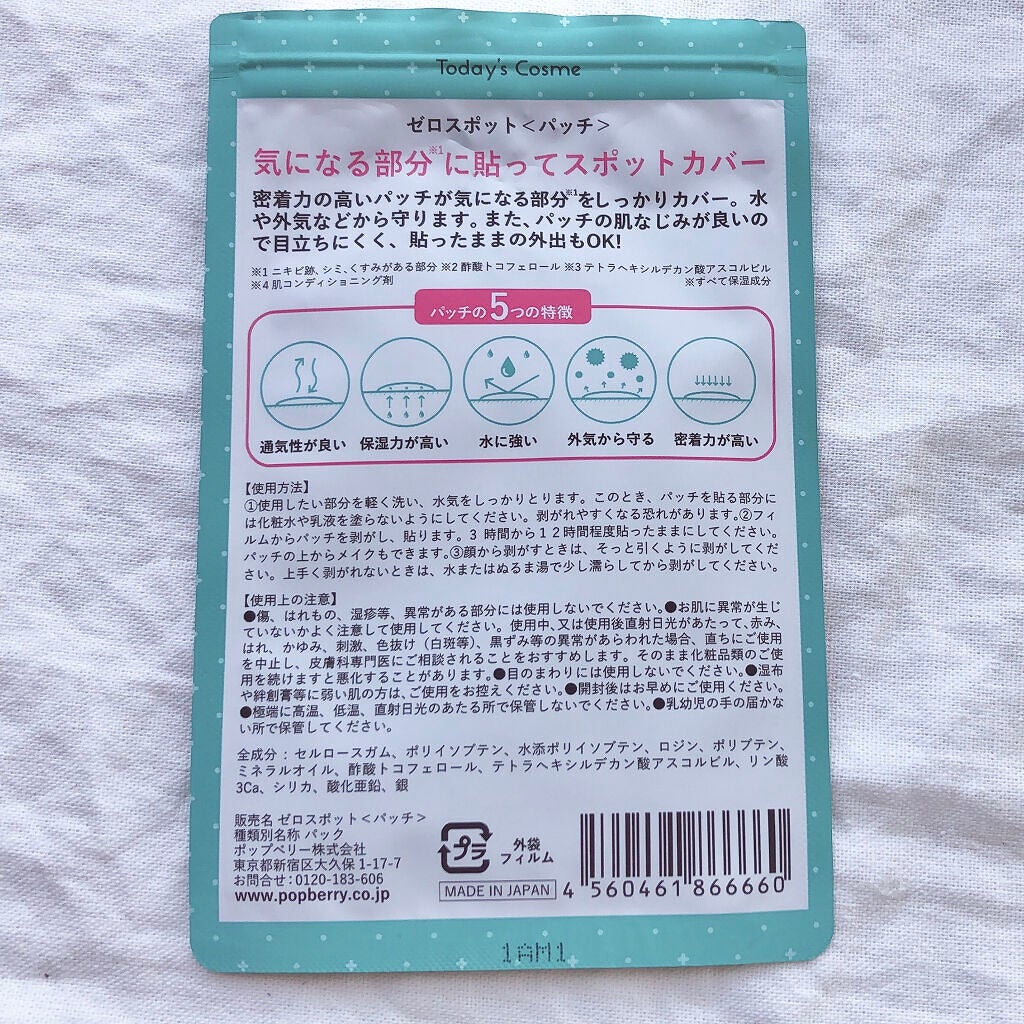 Today's Cosme
ゼロスポット＜パッチ＞
気になる部分※1に貼ってスポットカバー
密着力の高いパッチが気になる部分※1をしっかりカバー。水
や外気などから守ります。また、パッチの肌なじみが良いの
で目立ちにくく、貼ったままの外出もOK!
※1 ニキビ跡、シミ、くすみがある部分 ※2 酢酸トコフェロール ※3 テトラヘキシルデカン酸アスコルビル
※4 肌コンディショニング剤 ※すべて保湿成分
パッチの5つの特徴
通気性が良い 保湿力が高い 水に強い 外気から守る 密着力が高い
【使用方法】
①使用したい部分を軽く洗い、水気をしっかりとります。このとき、パッチを貼る部分に
は化粧水や乳液を塗らないようにしてください。剥がれやすくなる恐れがあります。②フィ
ルムからパッチを剥がし、貼ります。3 時間から12時間程度貼ったままにしてください。
パッチの上からメイクもできます。③顔から剥がすときは、そっと引くように剥がしてくだ
さい。上手く剥がれないときは、水またはぬるま湯で少し濡らしてから剥がしてください。
【使用上の注意】
●傷、はれもの、湿疹等、異常がある部分には使用しないでください。●お肌に異常が生じ
ていないかよく注意して使用してください。使用中、又は使用後直射日光があたって、赤み、
はれ、かゆみ、刺激、色抜け（白斑等）、黒ずみ等の異常があらわれた場合、直ちにご使用
を中止し、皮膚科専門医にご相談されることをおすすめします。そのまま化粧品類のご使
用を続けますと悪化することがあります。●目のまわりには使用しないでください。●湿布
や絆創膏等に弱い肌の方は、ご使用をお控えください。●開封後はお早めにご使用ください。
●極端に高温、低温、直射日光のあたる所で保管しないでください。●乳幼児の手の届かな
い所で保管してください。
全成分：セルロースガム、ポリイソブテン、水添ポリイソブテン、ロジン、ポリブテン、
ミネラルオイル、酢酸トコフェロール、テトラヘキシルデカン酸アスコルビル、リン酸
3Ca、シリカ、酸化亜鉛、銀
販売名 ゼロスポット＜パッチ＞
種類別名称 パック
ポップベリー株式会社
東京都新宿区大久保 1-17-7
お問合せ：0120-183-606
www.popberry.co.jp
プラ
外袋
フィルム
MADE IN JAPAN
4 560461 866660
1AM1